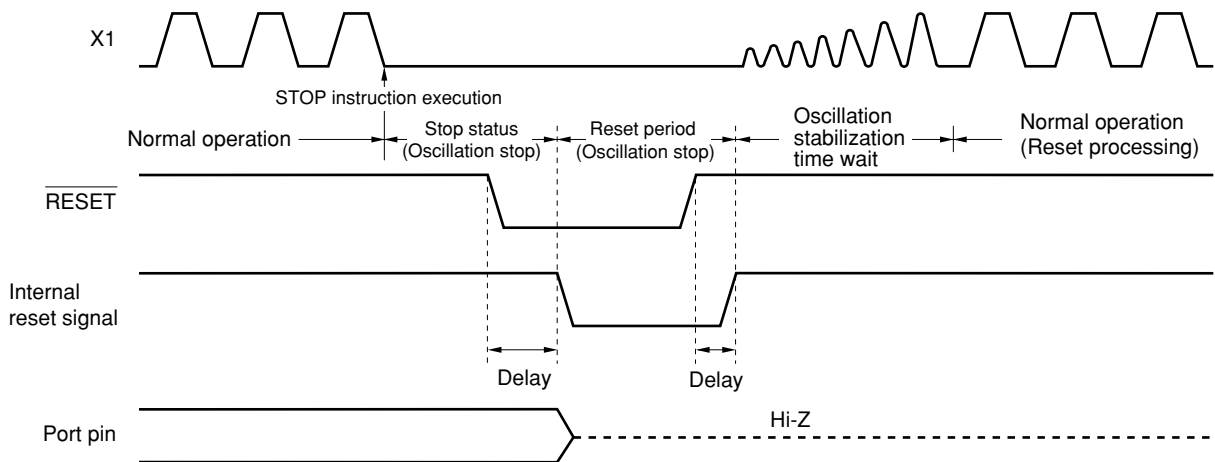 X1
STOP instruction execution
Normal operation
Stop status
(Oscillation stop)
Reset period
(Oscillation stop)
Oscillation
stabilization
time wait
Normal operation
(Reset processing)
RESET
Internal
reset signal
Delay
Delay
Hi-Z
Port pin